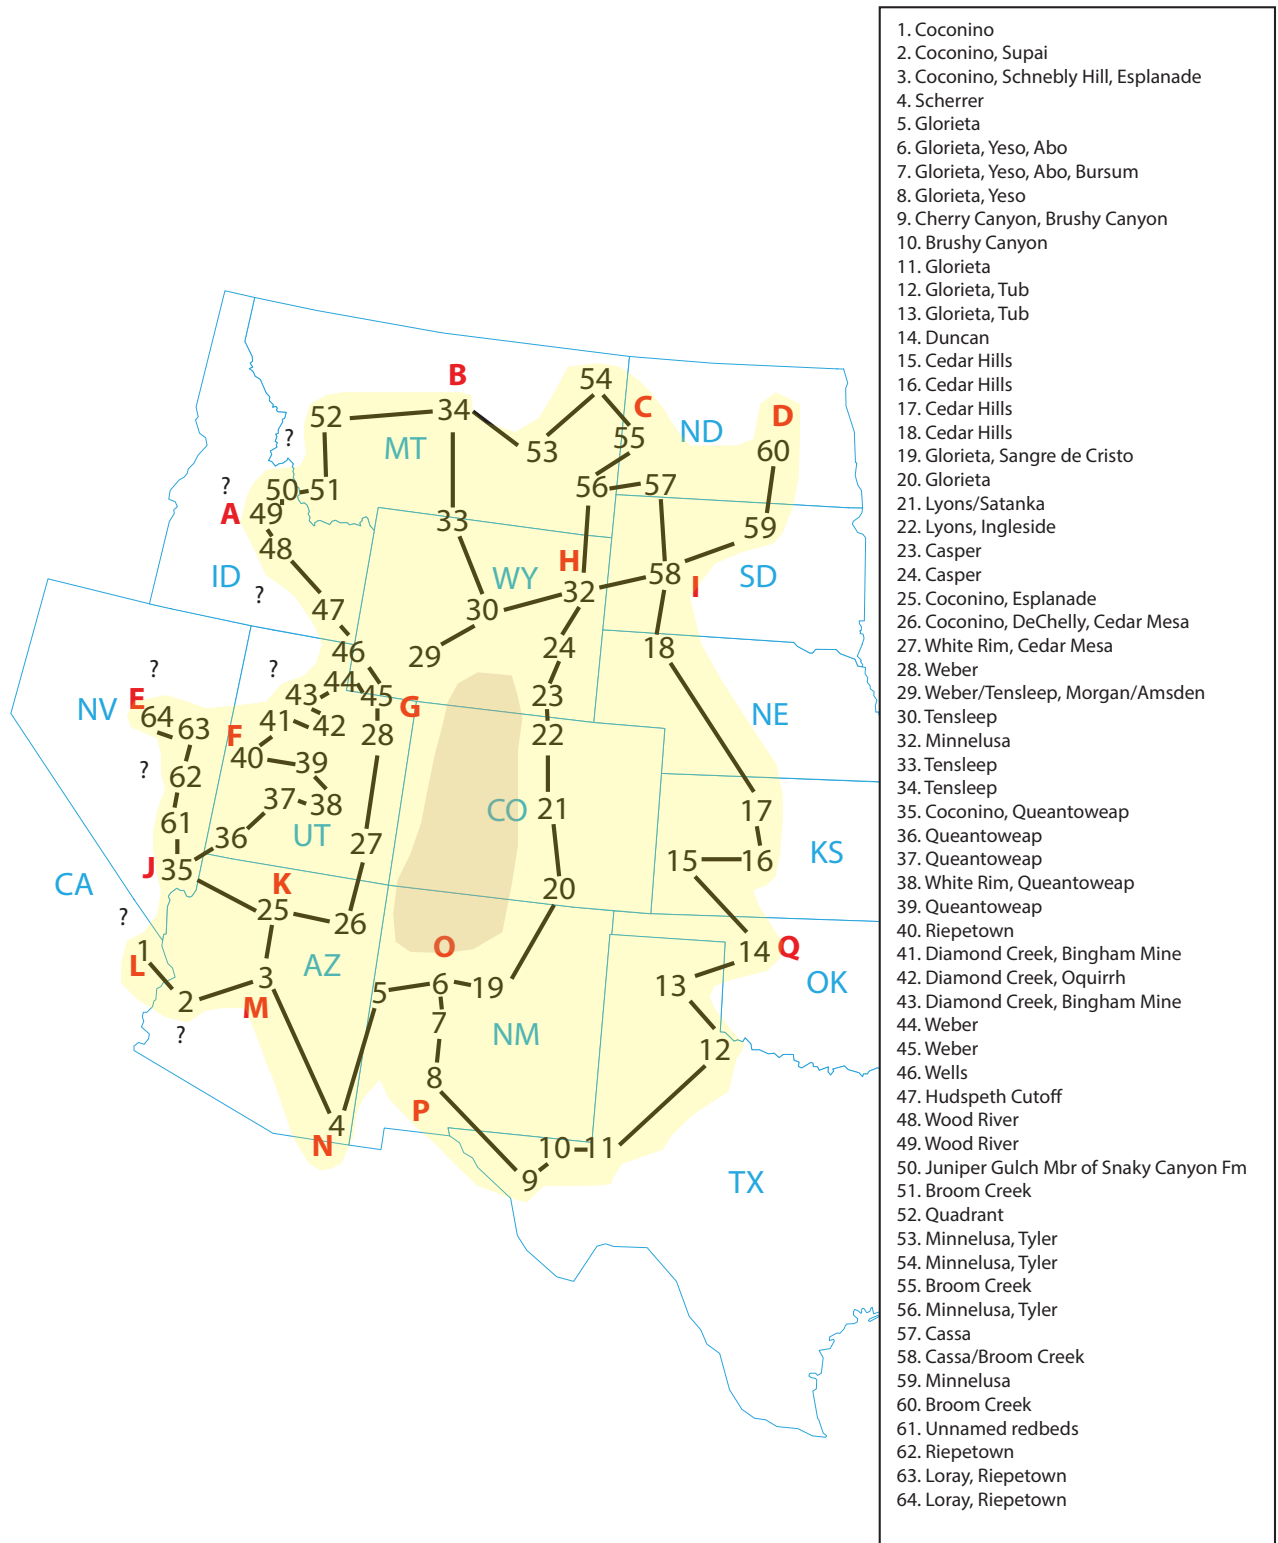 B
54
C
D
52
34
MT
ND
?
55
53
60
?
50
51
56
57
A
49
33
59
48
H
ID
WY
32
58
I
SD
?
47
30
46
29
24
18
?
?
E
43
44
45
23
G
NV
64
63
F
41
42
28
22
NE
40
39
?
62
37
38
CO
21
17
61
UT
36
27
15
16
KS
J
35
CA
K
20
?
25
26
1
O
14
Q
L
AZ
3
OK
2
M
5
6
19
13
?
7
NM
12
8
P
4
N
10
11
9
TX
1. Coconino
2. Coconino, Supai
3. Coconino, Schnebly Hill, Esplanade
4. Scherrer
5. Glorieta
6. Glorieta, Yeso, Abo
7. Glorieta, Yeso, Abo, Bursum
8. Glorieta, Yeso
9. Cherry Canyon, Brushy Canyon
10. Brushy Canyon
11. Glorieta
12. Glorieta, Tub
13. Glorieta, Tub
14. Duncan
15. Cedar Hills
16. Cedar Hills
17. Cedar Hills
18. Cedar Hills
19. Glorieta, Sangre de Cristo
20. Glorieta
21. Lyons/Satanka
22. Lyons, Ingleside
23. Casper
24. Casper
25. Coconino, Esplanade
26. Coconino, DeChelly, Cedar Mesa
27. White Rim, Cedar Mesa
28. Weber
29. Weber/Tensleep, Morgan/Amsden
30. Tensleep
32. Minnelusa
33. Tensleep
34. Tensleep
35. Coconino, Queantoweap
36. Queantoweap
37. Queantoweap
38. White Rim, Queantoweap
39. Queantoweap
40. Riepetown
41. Diamond Creek, Bingham Mine
42. Diamond Creek, Oquirrh
43. Diamond Creek, Bingham Mine
44. Weber
45. Weber
46. Wells
47. Hudspeth Cutoff
48. Wood River
49. Wood River
50. Juniper Gulch Mbr of Snaky Canyon Fm
51. Broom Creek
52. Quadrant
53. Minnelusa, Tyler
54. Minnelusa, Tyler
55. Broom Creek
56. Minnelusa, Tyler
57. Cassa
58. Cassa/Broom Creek
59. Minnelusa
60. Broom Creek
61. Unnamed redbeds
62. Riepetown
63. Loray, Riepetown
64. Loray, Riepetown